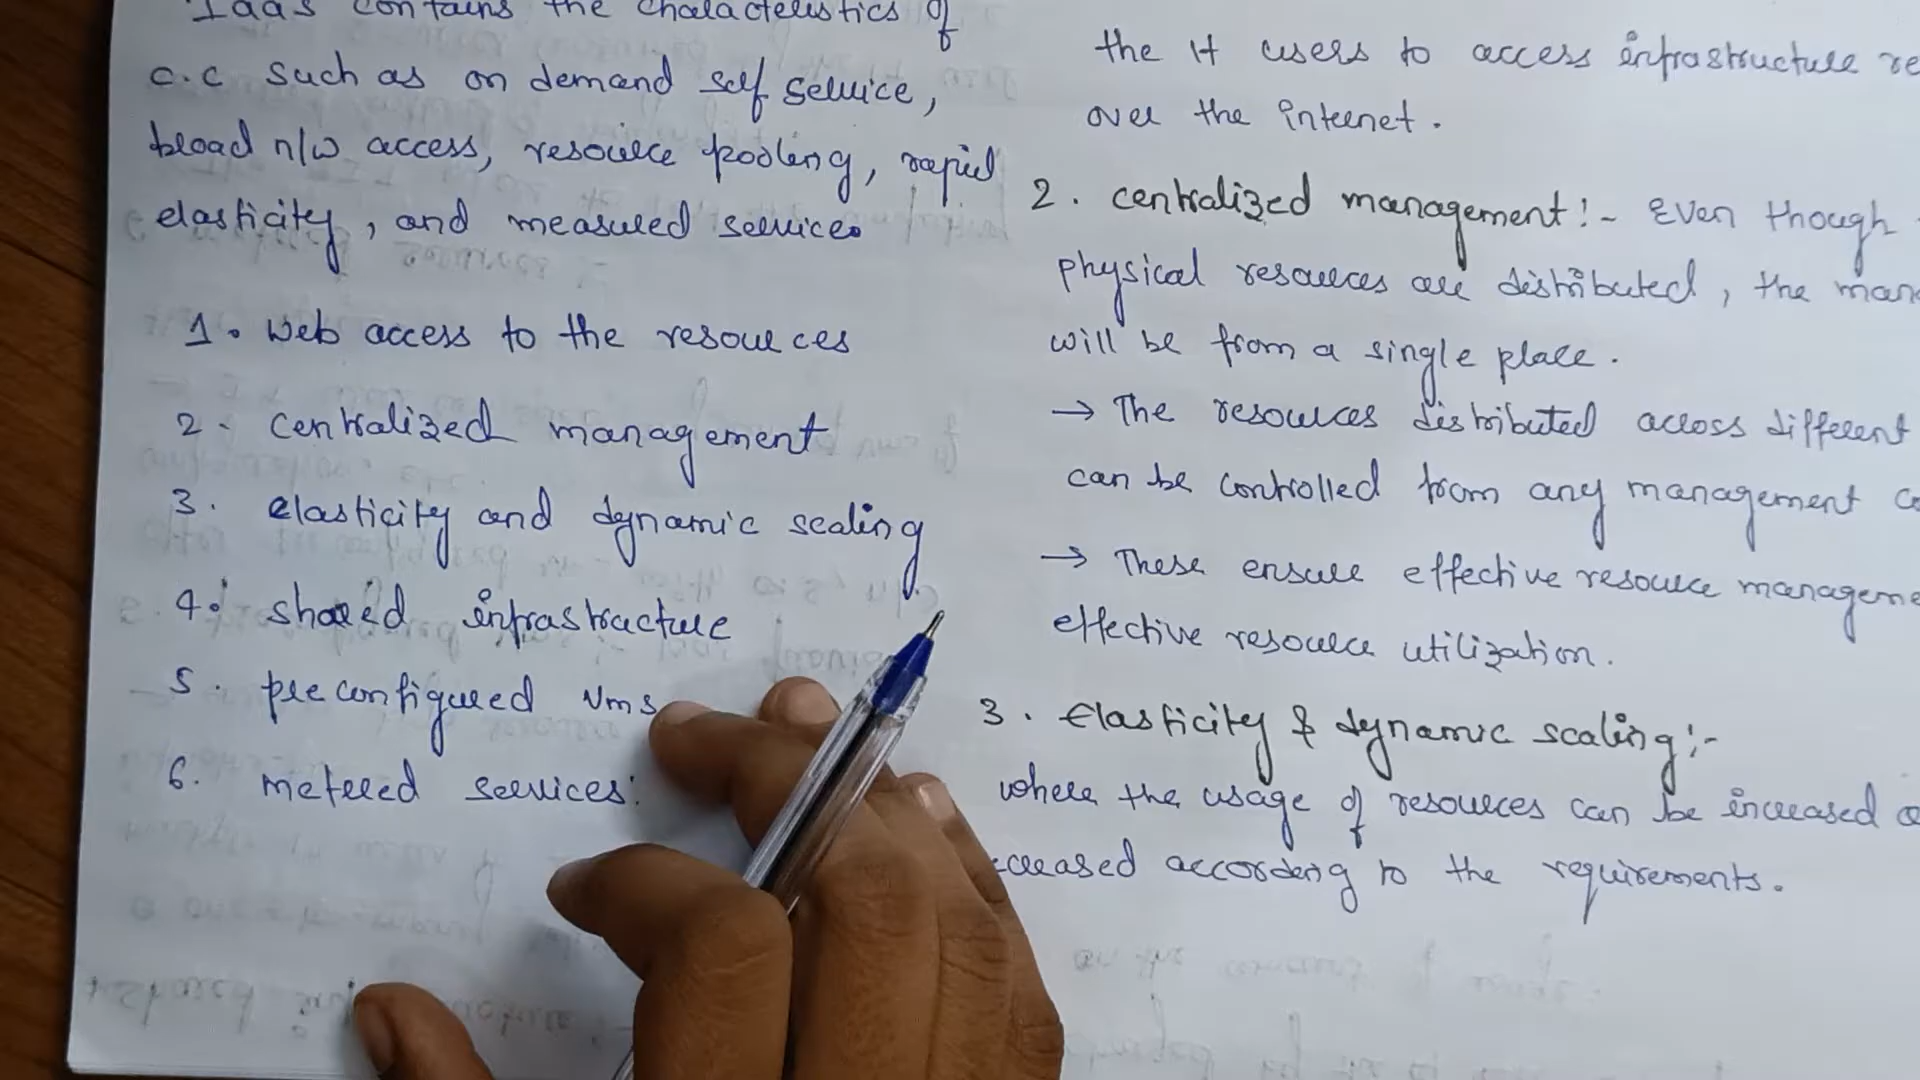 Iaas contains the characteristics of
c.c such as on demand self service,
broad n/w access, resource pooling, rapid
elasticity, and measured service.
1. web access to the resources
2. centralized management
3. elasticity and dynamic scaling
4. shared infrastructure
5. preconfigured vms
6. metered services:
the it users to access infrastructure re
over the internet.
2. centralized management:- Even though
physical resources are distributed, the man
will be from a single place.
→ The resources distributed across different
can be controlled from any management co
→ These ensure effective resource manageme
effective resource utilization.
3. Elasticity & dynamic scaling:-
where the usage of resources can be increased o
creased according to the requirements.